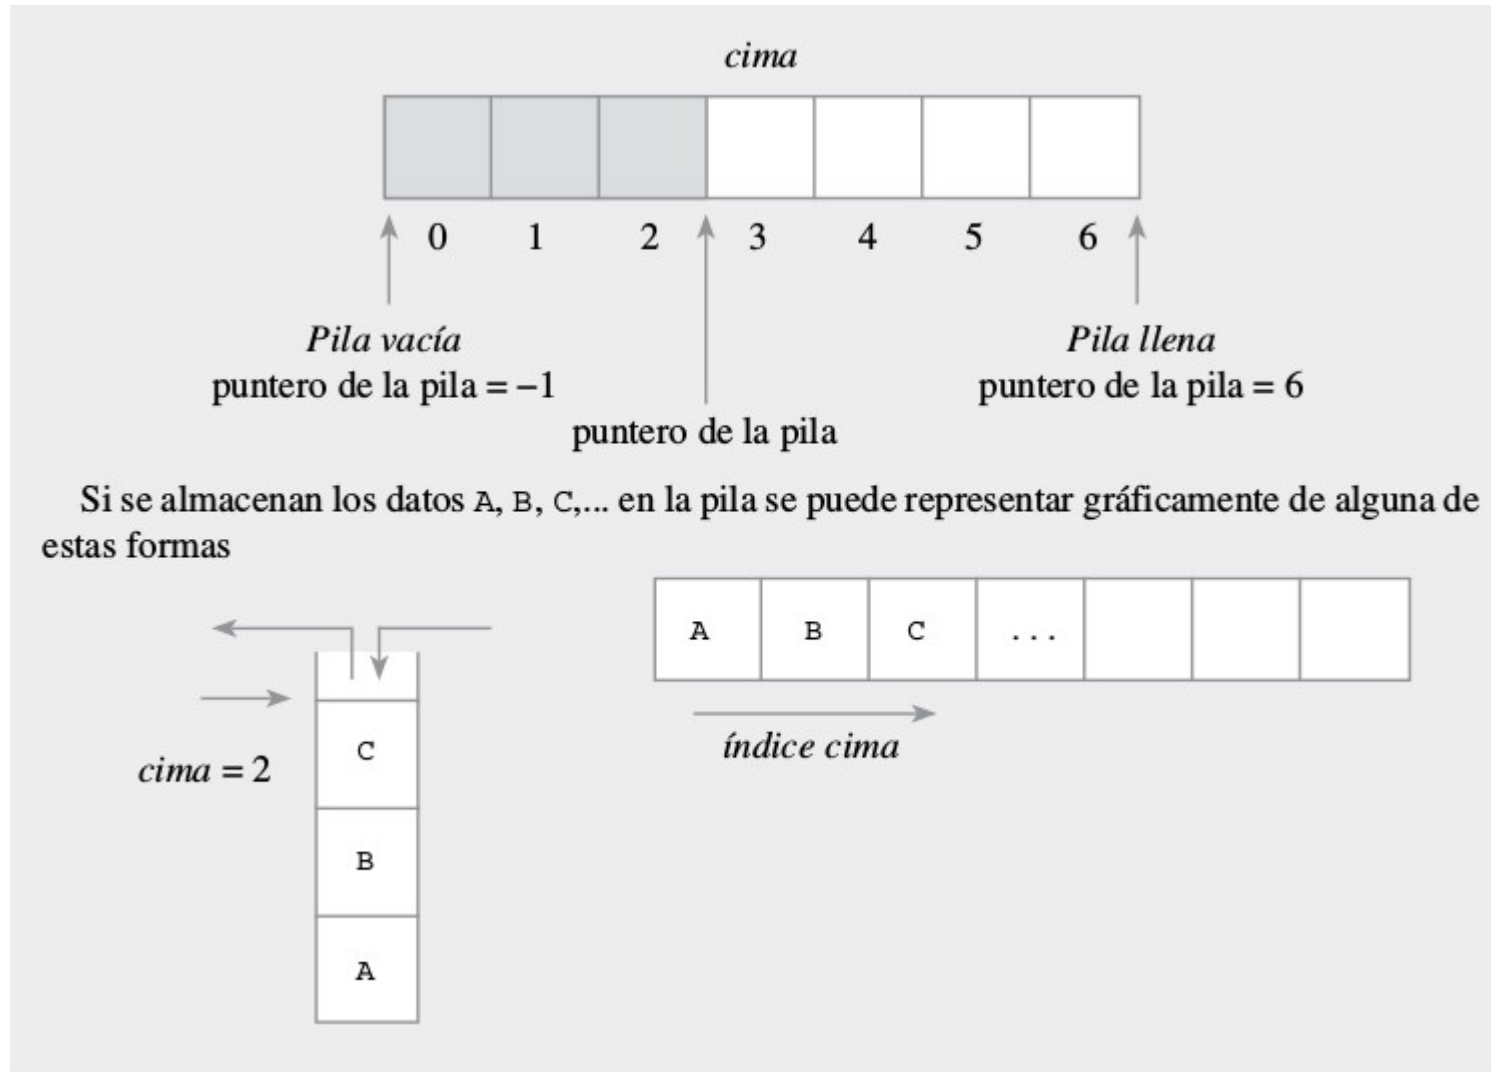 cima
0 1 2 3 4 5 6
Pila vacía
puntero de la pila = −1
Pila llena
puntero de la pila = 6
puntero de la pila
Si se almacenan los datos A, B, C,... en la pila se puede representar gráficamente de alguna de
estas formas
A B C ...
índice cima
cima = 2
C
B
A